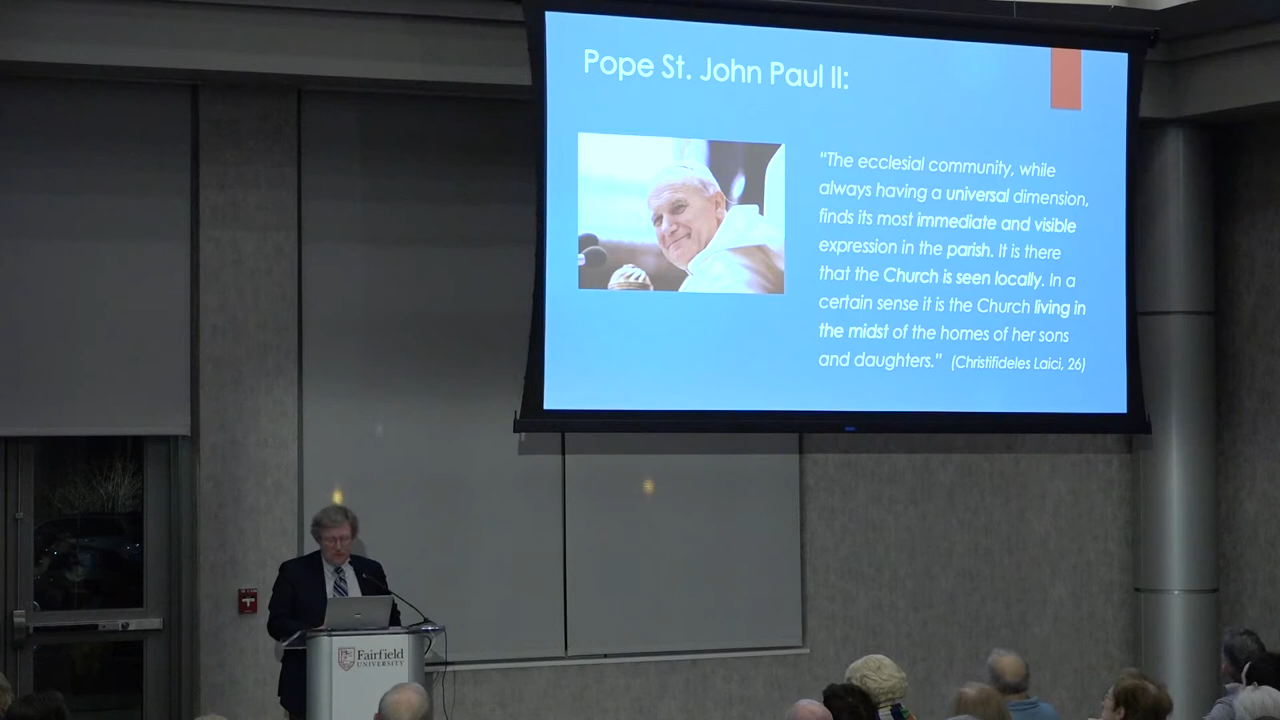 Pope St. John Paul II:
“The ecclesial community, while
always having a universal dimension,
finds its most immediate and visible
expression in the parish. It is there
that the Church is seen locally. In a
certain sense it is the Church living in
the midst of the homes of her sons
and daughters.” (Christifideles Laici, 26)
Fairfield
UNIVERSITY